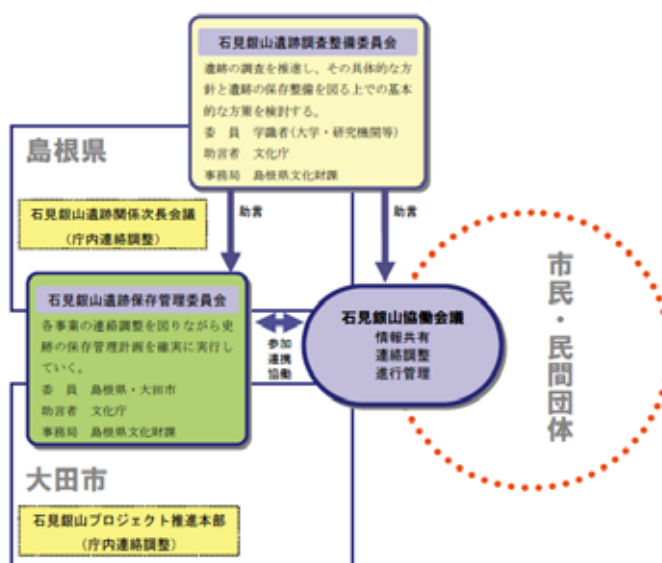 石見銀山遺跡調査整備委員会
遺跡の調査を推進し、その具体的な方
針と遺跡の保存整備を図る上での基本
的な方策を検討する。
委　員　学識者(大学・研究機関等)
助言者　文化庁
事務局　島根県文化財課
島根県
石見銀山遺跡関係次長会議
（庁内連絡調整）
助言
助言
石見銀山遺跡保存管理委員会
各事業の連絡調整を図りながら史
跡の保存管理計画を確実に実行し
ていく。
委　員　島根県・大田市
助言者　文化庁
事務局　島根県文化財課
参加
連携
協働
石見銀山協働会議
情報共有
連絡調整
進行管理
市民・民間団体
大田市
石見銀山プロジェクト推進本部
（庁内連絡調整）